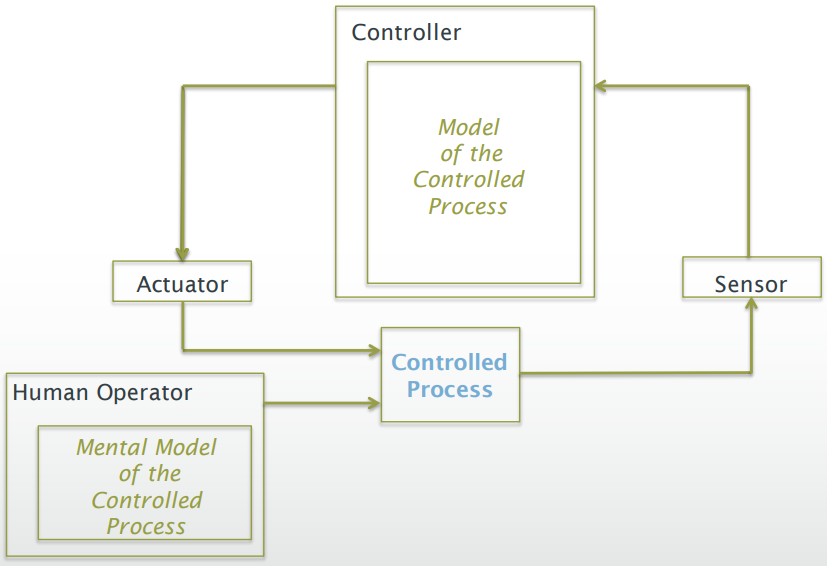 Controller
Model
of the
Controlled
Process
Actuator
Sensor
Controlled
Process
Human Operator
Mental Model
of the
Controlled
Process